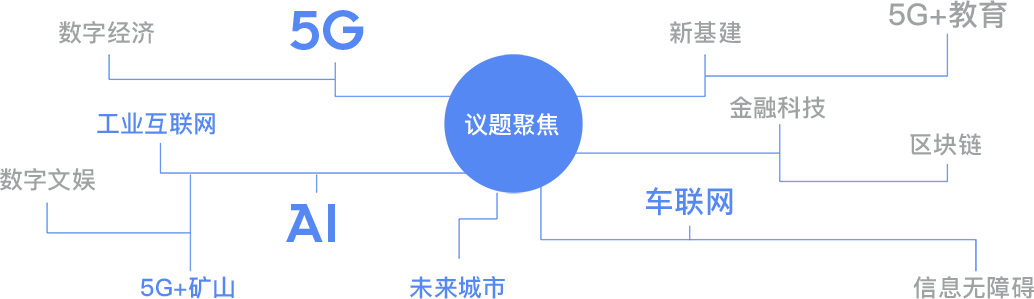 数字经济
5G
新基建
5G+教育
工业互联网
议题聚焦
金融科技
区块链
数字文娱
AI
车联网
5G+矿山
未来城市
信息无障碍